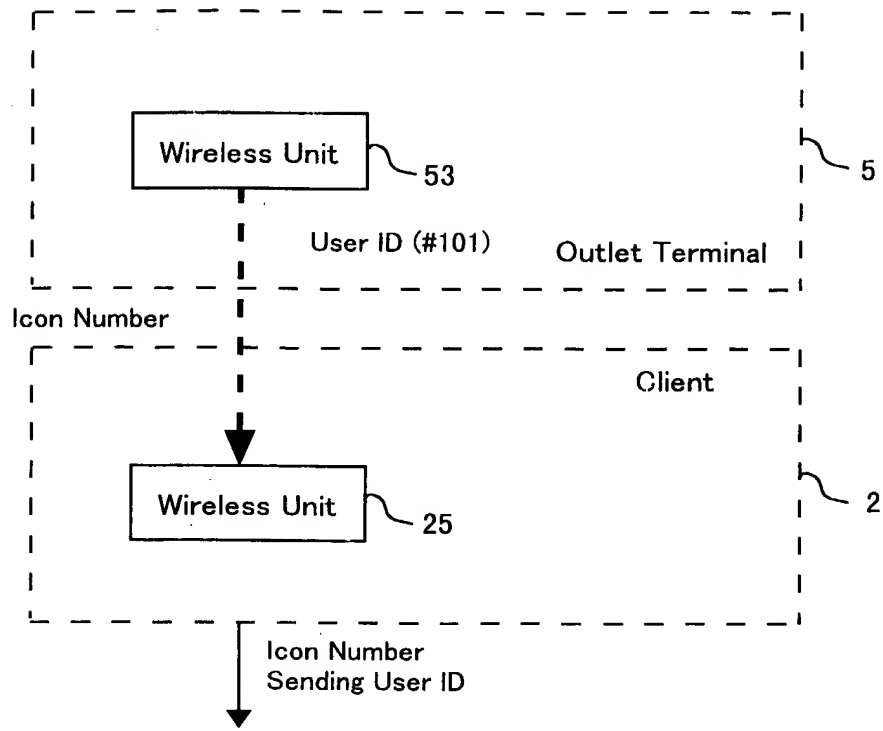 Wireless Unit
53
5
User ID (#101)
Outlet Terminal
Icon Number
Client
Wireless Unit
25
2
Icon Number
Sending User ID